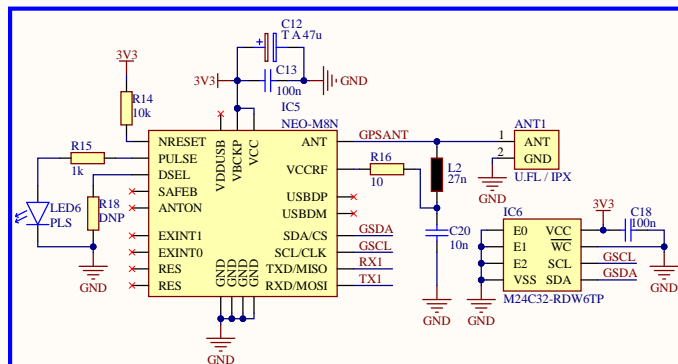 C12
TA47u
3V3
3V3
C13
100n
GND
R14
10k
IC5
NEO-M8N
ANT1
NRESET
PULSE
DSEL
SAFEB
ANTON
EXINT1
EXINT0
RES
RES
VDDUSB
VBCKP
VCC
GND
GND
GND
GND
ANT
VCCRF
USBDP
USBDM
SDA/CS
SCL/CLK
TXD/MISO
RXD/MOSI
GPSANT
GSDA
GSCL
RX1
TX1
R15
1k
LED6
PLS
R18
DNP
GND
GND
R16
10
L2
27n
C20
10n
GND
1
2
ANT
GND
U.FL / IPX
GND
IC6
3V3
C18
100n
E0
E1
E2
VSS
VCC
WC
SCL
SDA
GSCL
GSDA
M24C32-RDW6TP
GND
GND